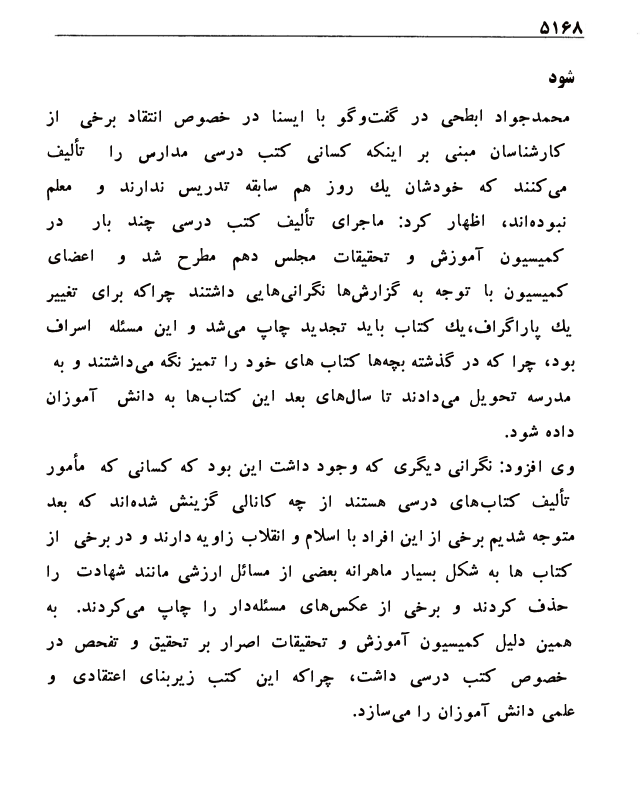 ۵۱۶۸
شود
محمدجواد ابطحی در گفت‌وگو با ایسنا در خصوص انتقاد برخی از
کارشناسان مبنی بر اینکه کسانی کتب درسی مدارس را تألیف
می‌کنند که خودشان یك روز هم سابقه تدریس ندارند و معلم
نبوده‌اند، اظهار کرد: ماجرای تألیف کتب درسی چند بار در
کمیسیون آموزش و تحقیقات مجلس دهم مطرح شد و اعضای
کمیسیون با توجه به گزارش‌ها نگرانی‌هایی داشتند چراکه برای تغییر
یك پاراگراف،یك کتاب باید تجدید چاپ می‌شد و این مسئله اسراف
بود، چرا که در گذشته بچه‌ها کتاب های خود را تمیز نگه می‌داشتند و به
مدرسه تحویل می‌دادند تا سال‌های بعد این کتاب‌ها به دانش آموزان
داده شود.
وی افزود: نگرانی دیگری که وجود داشت این بود که کسانی که مأمور
تألیف کتاب‌های درسی هستند از چه کانالی گزینش شده‌اند که بعد
متوجه شدیم برخی از این افراد با اسلام و انقلاب زاویه دارند و در برخی از
کتاب ها به شکل بسیار ماهرانه بعضی از مسائل ارزشی مانند شهادت را
حذف کردند و برخی از عکس‌های مسئله‌دار را چاپ می‌کردند. به
همین دلیل کمیسیون آموزش و تحقیقات اصرار بر تحقیق و تفحص در
خصوص کتب درسی داشت، چراکه این کتب زیربنای اعتقادی و
علمی دانش آموزان را می‌سازد.